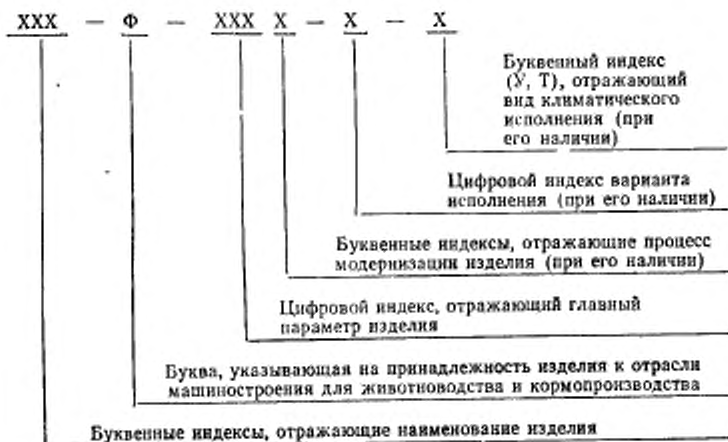 XXX — Ф — XXX X — X — X
Буквенный индекс
(У, Т), отражающий
вид климатического
исполнения (при
его наличии)
Цифровой индекс варианта
исполнения (при его наличии)
Буквенные индексы, отражающие процесс
модернизации изделия (при его наличии)
Цифровой индекс, отражающий главный
параметр изделия
Буква, указывающая на принадлежность изделия к отрасли
машиностроения для животноводства и кормопроизводства
Буквенные индексы, отражающие наименование изделия